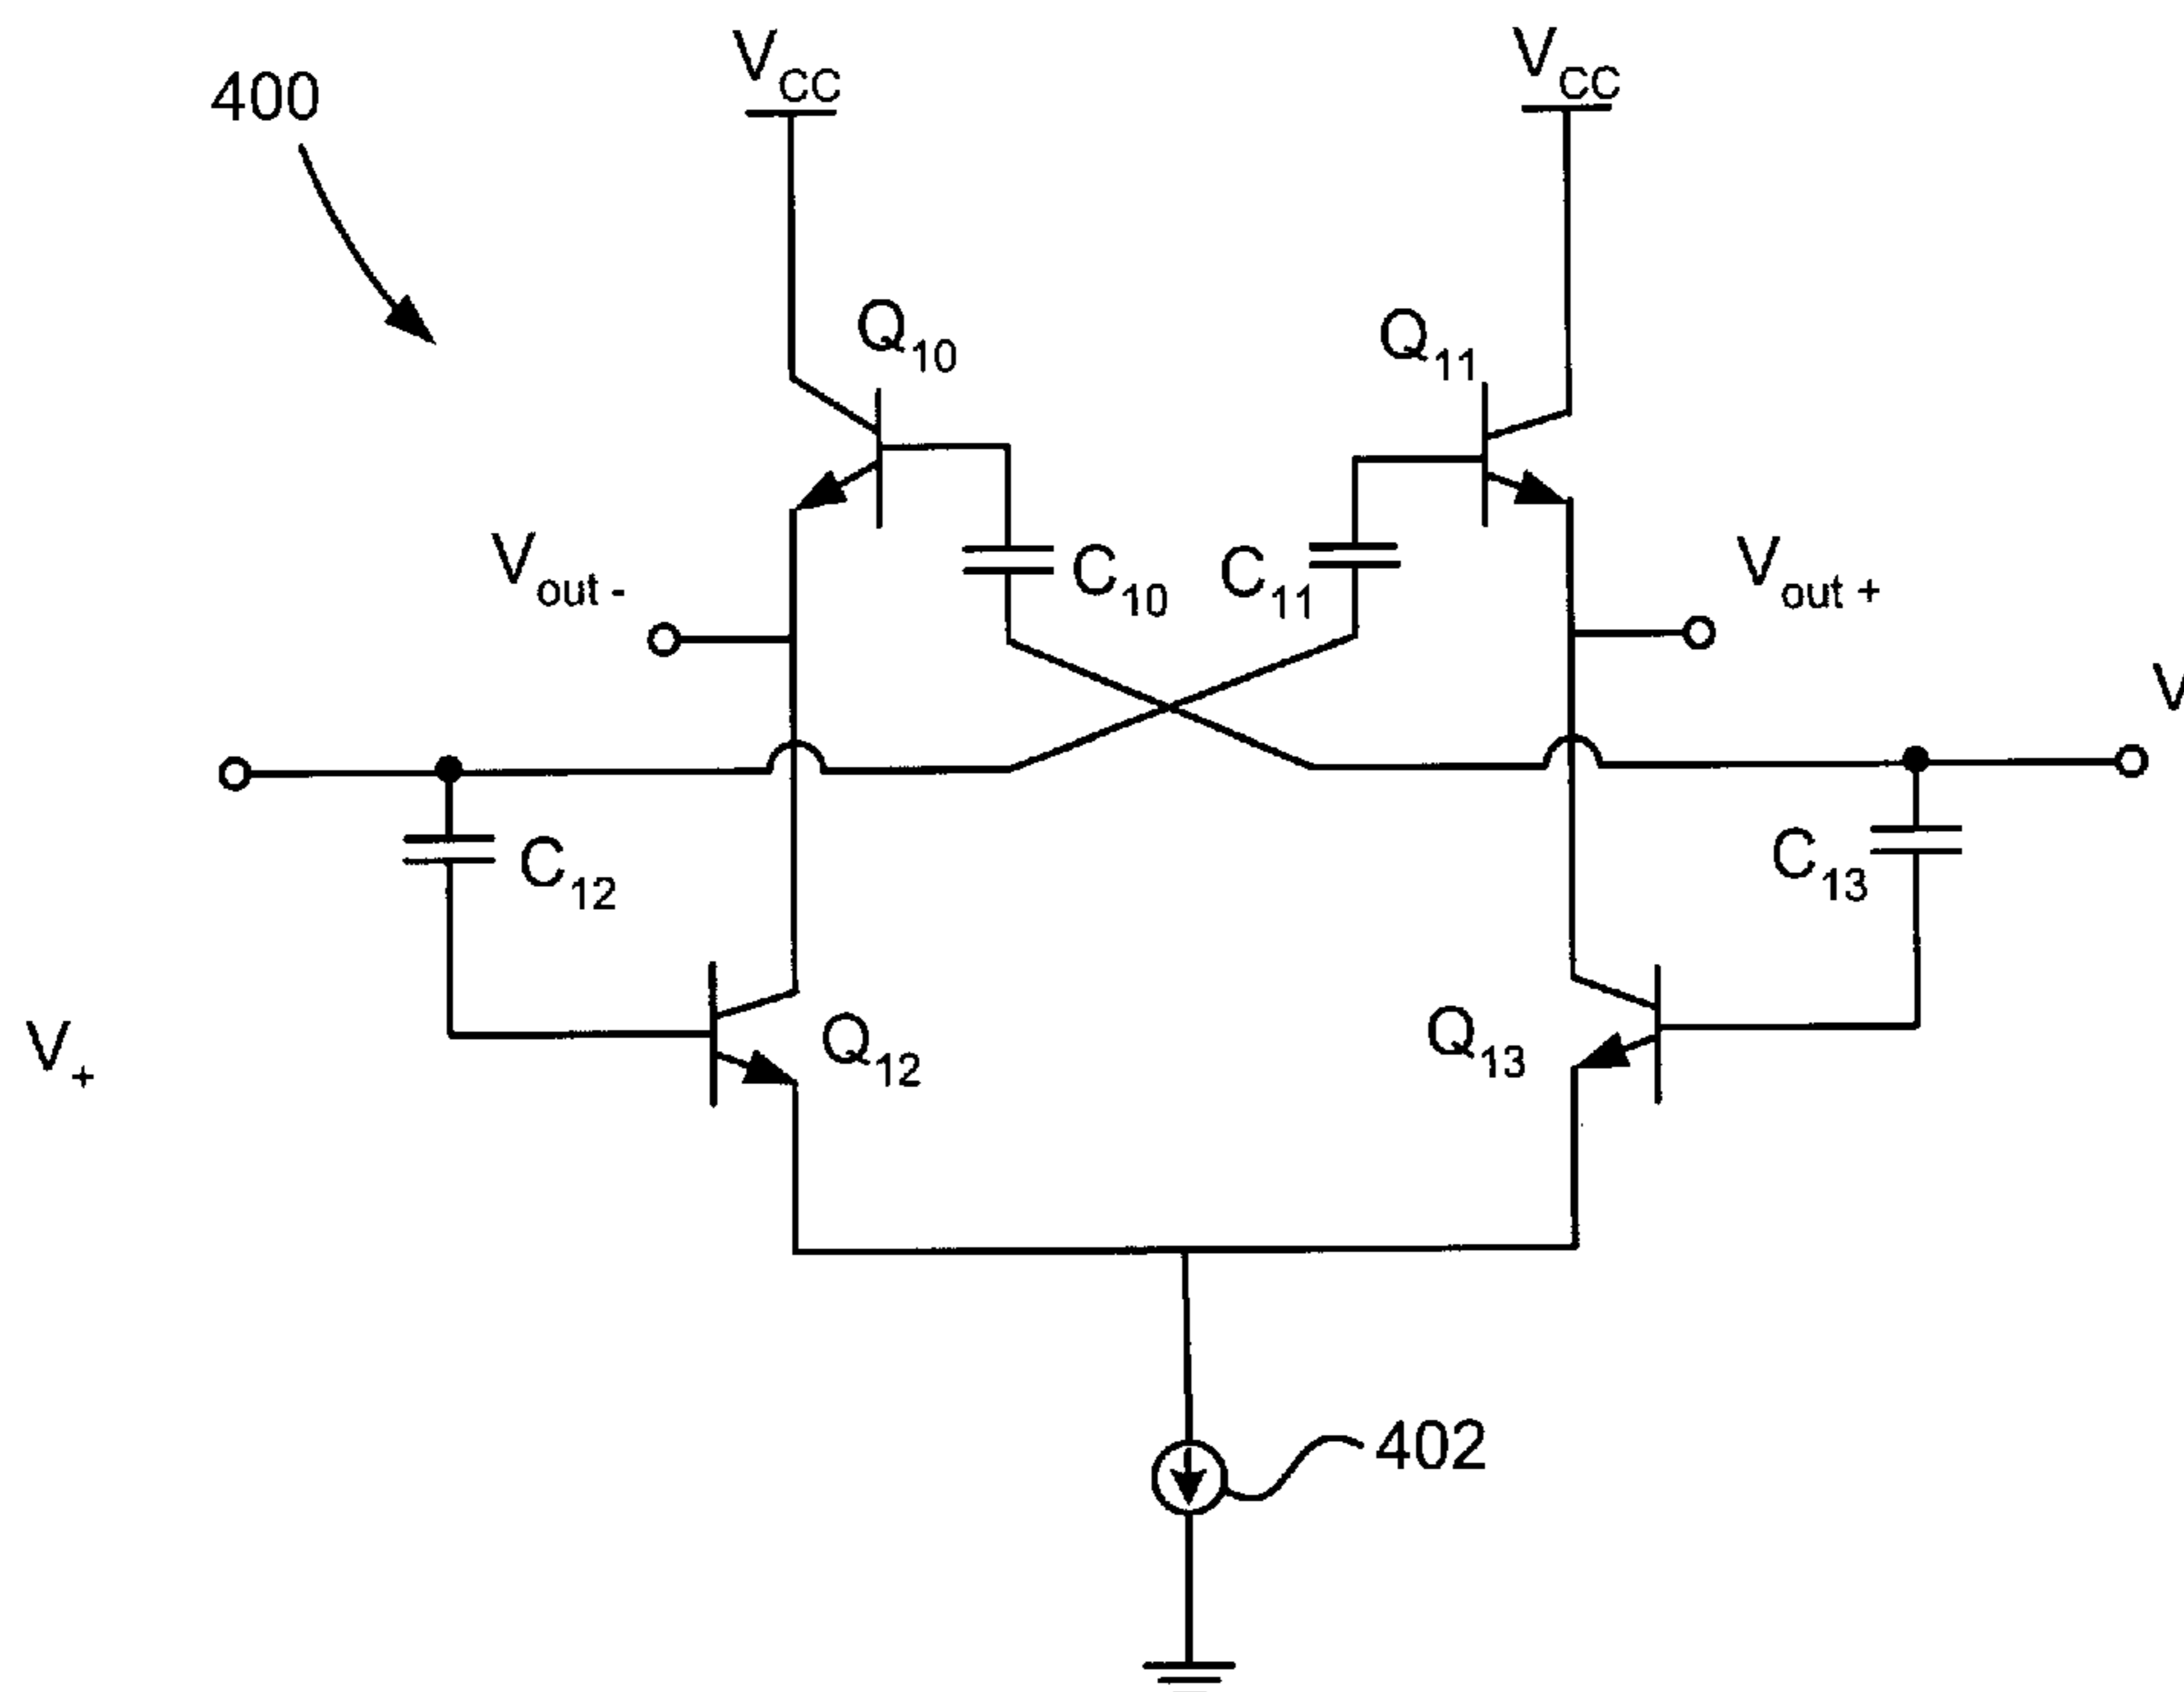 400
VCC
VCC
Q10
Q11
Vout -
C10
C11
Vout +
V
C12
C13
V+
Q12
Q13
402